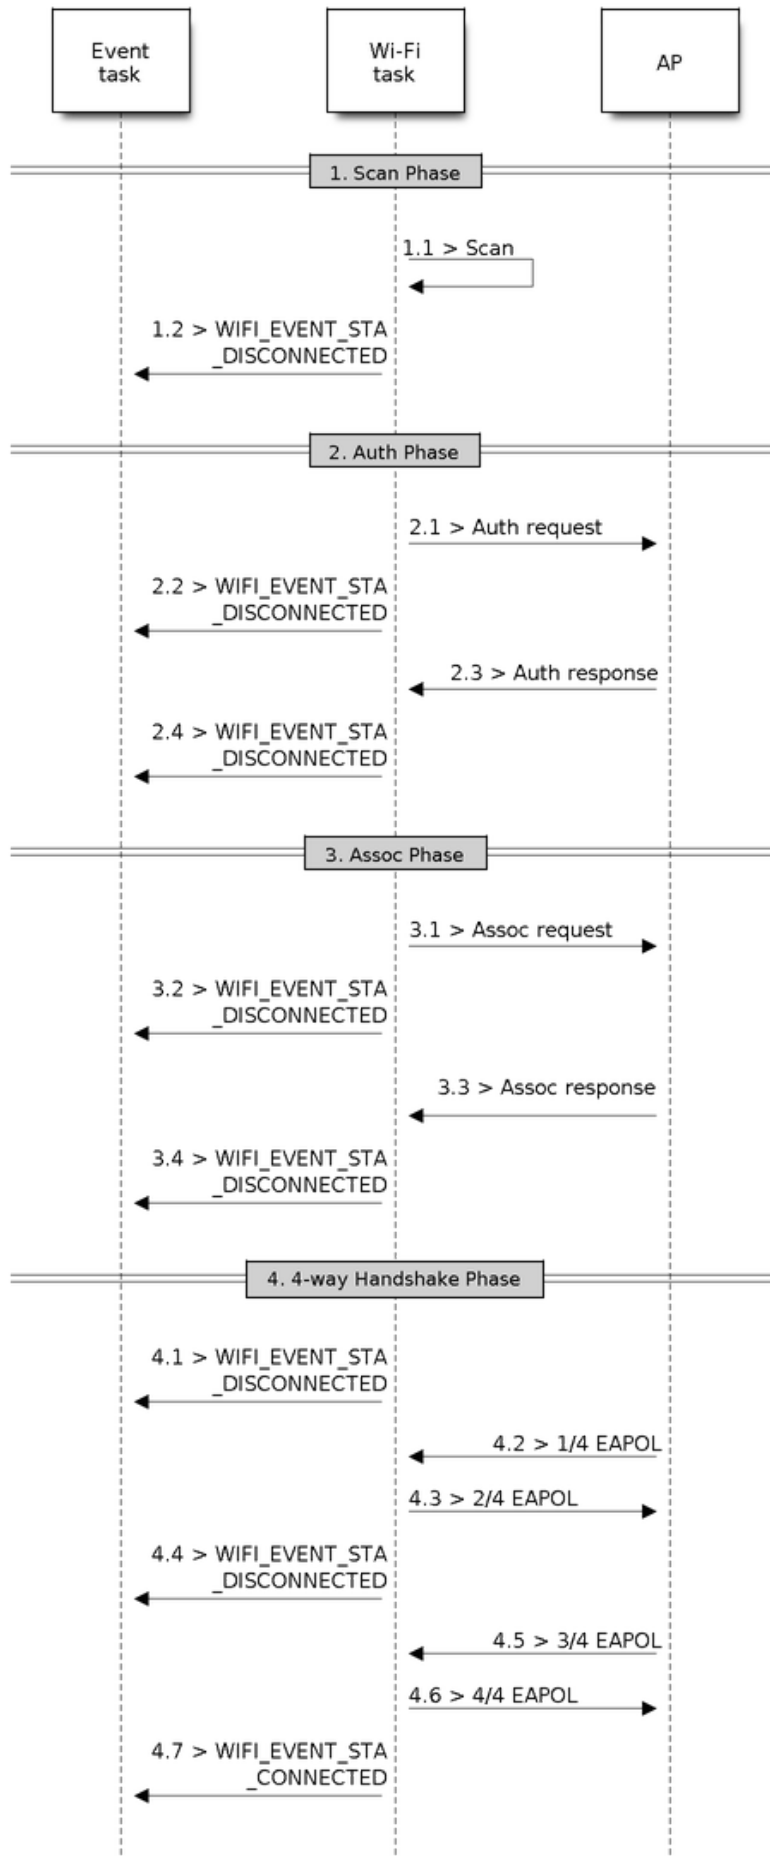 Event
task
Wi-Fi
task
AP
1. Scan Phase
1.1 > Scan
1.2 > WIFI_EVENT_STA
_DISCONNECTED
2. Auth Phase
2.1 > Auth request
2.2 > WIFI_EVENT_STA
_DISCONNECTED
2.3 > Auth response
2.4 > WIFI_EVENT_STA
_DISCONNECTED
3. Assoc Phase
3.1 > Assoc request
3.2 > WIFI_EVENT_STA
_DISCONNECTED
3.3 > Assoc response
3.4 > WIFI_EVENT_STA
_DISCONNECTED
4. 4-way Handshake Phase
4.1 > WIFI_EVENT_STA
_DISCONNECTED
4.2 > 1/4 EAPOL
4.3 > 2/4 EAPOL
4.4 > WIFI_EVENT_STA
_DISCONNECTED
4.5 > 3/4 EAPOL
4.6 > 4/4 EAPOL
4.7 > WIFI_EVENT_STA
_CONNECTED